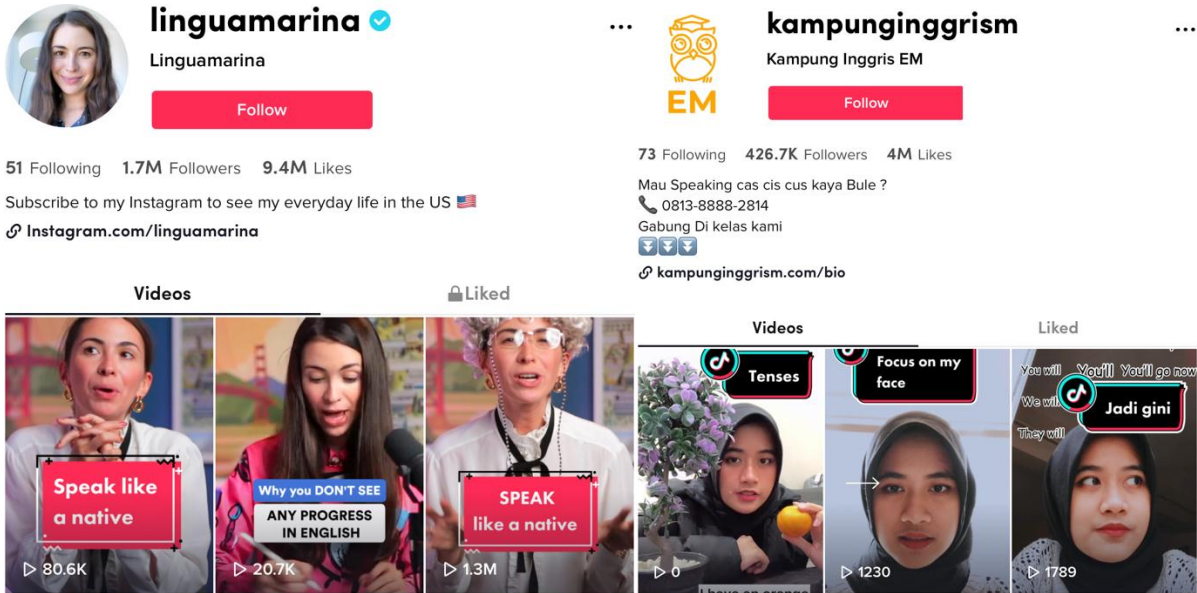 linguamarina
Linguamarina
Follow
51 Following 1.7M Followers 9.4M Likes
Subscribe to my Instagram to see my everyday life in the US
Instagram.com/linguamarina
Videos
Liked
Speak like
a native
80.6K
Why you DON'T SEE
ANY PROGRESS
IN ENGLISH
20.7K
SPEAK
like a native
1.3M
EM
kampunginggrism
Kampung Inggris EM
Follow
73 Following 426.7K Followers 4M Likes
Mau Speaking cas cis cus kaya Bule ?
0813-8888-2814
Gabung Di kelas kami
kampunginggrism.com/bio
Videos
Liked
Tenses
0
I have an orange
Focus on my
face
1230
You will You'll You'll go now
We will
They will
Jadi gini
1789